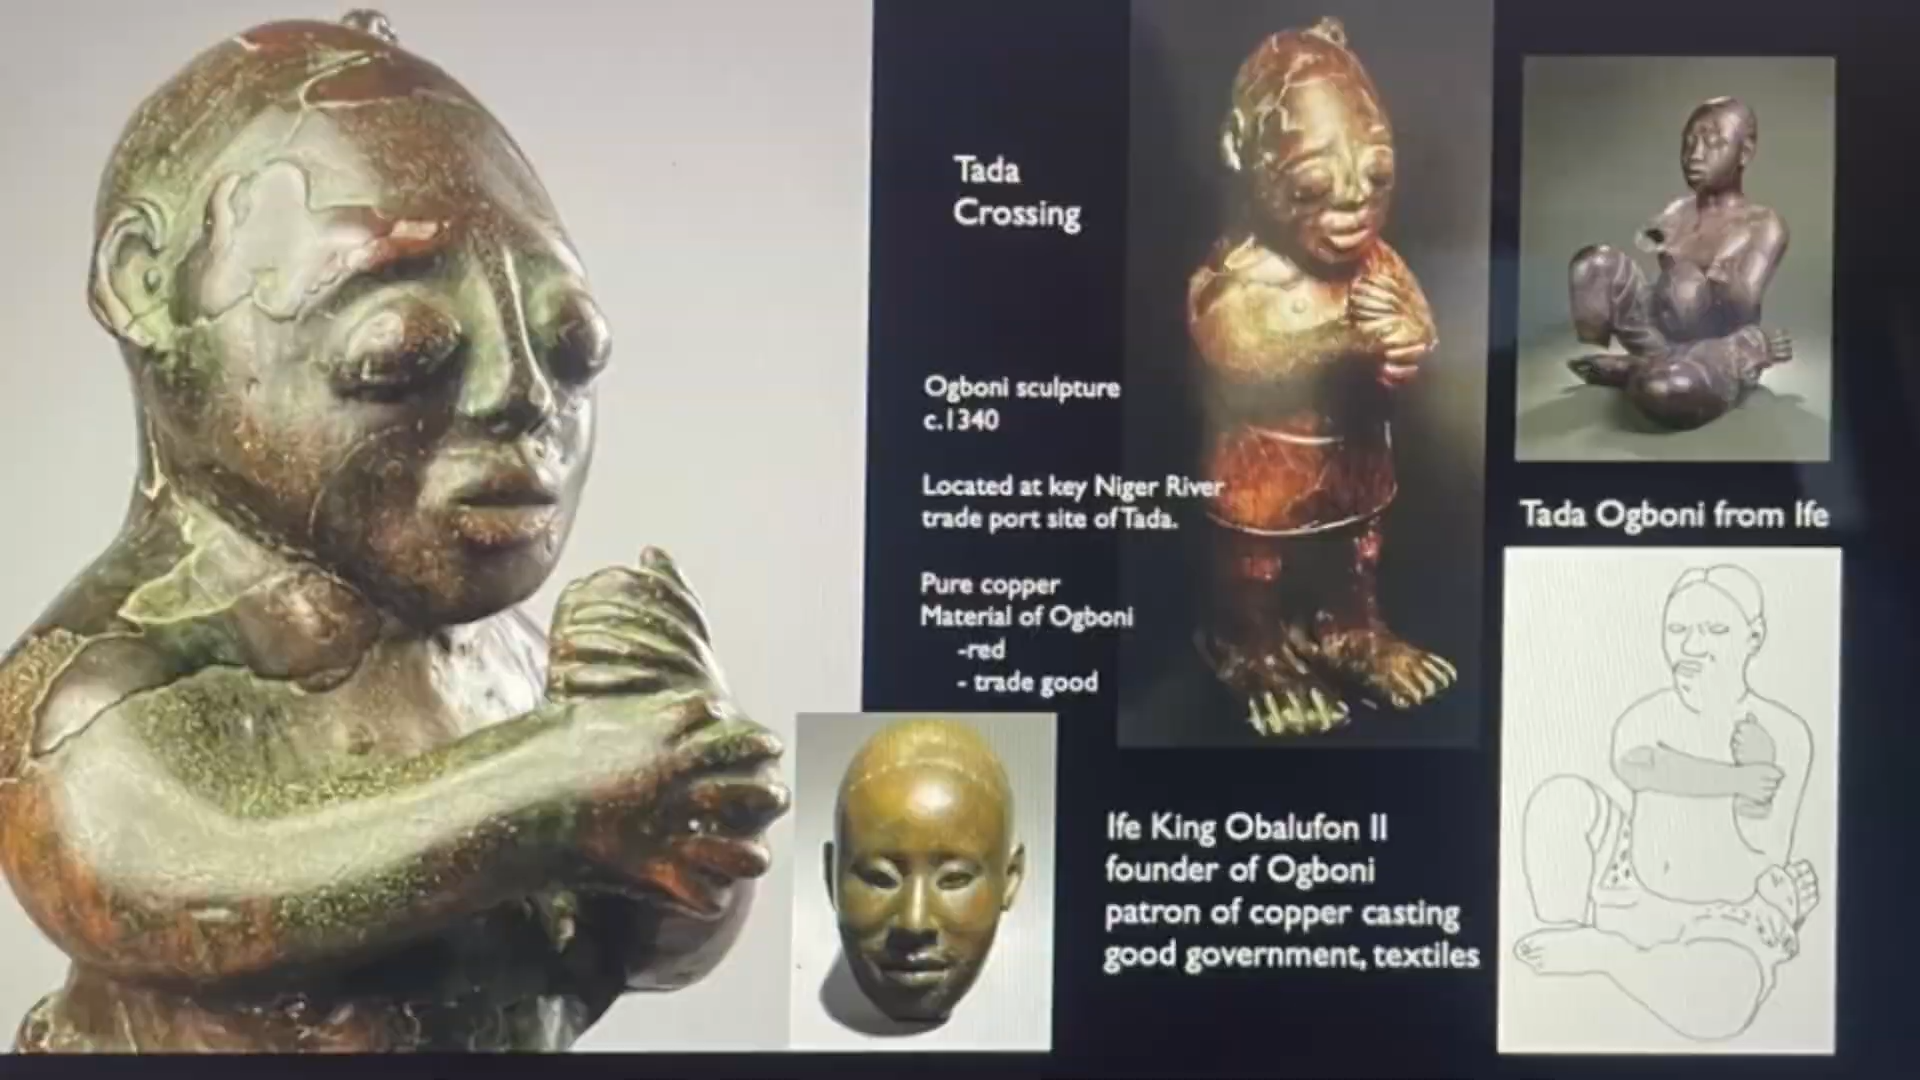 Tada
Crossing
Ogboni sculpture
c.1340
Located at key Niger River
trade port site of Tada.
Pure copper
Material of Ogboni
-red
- trade good
Ife King Obalufon II
founder of Ogboni
patron of copper casting
good government, textiles
Tada Ogboni from Ife